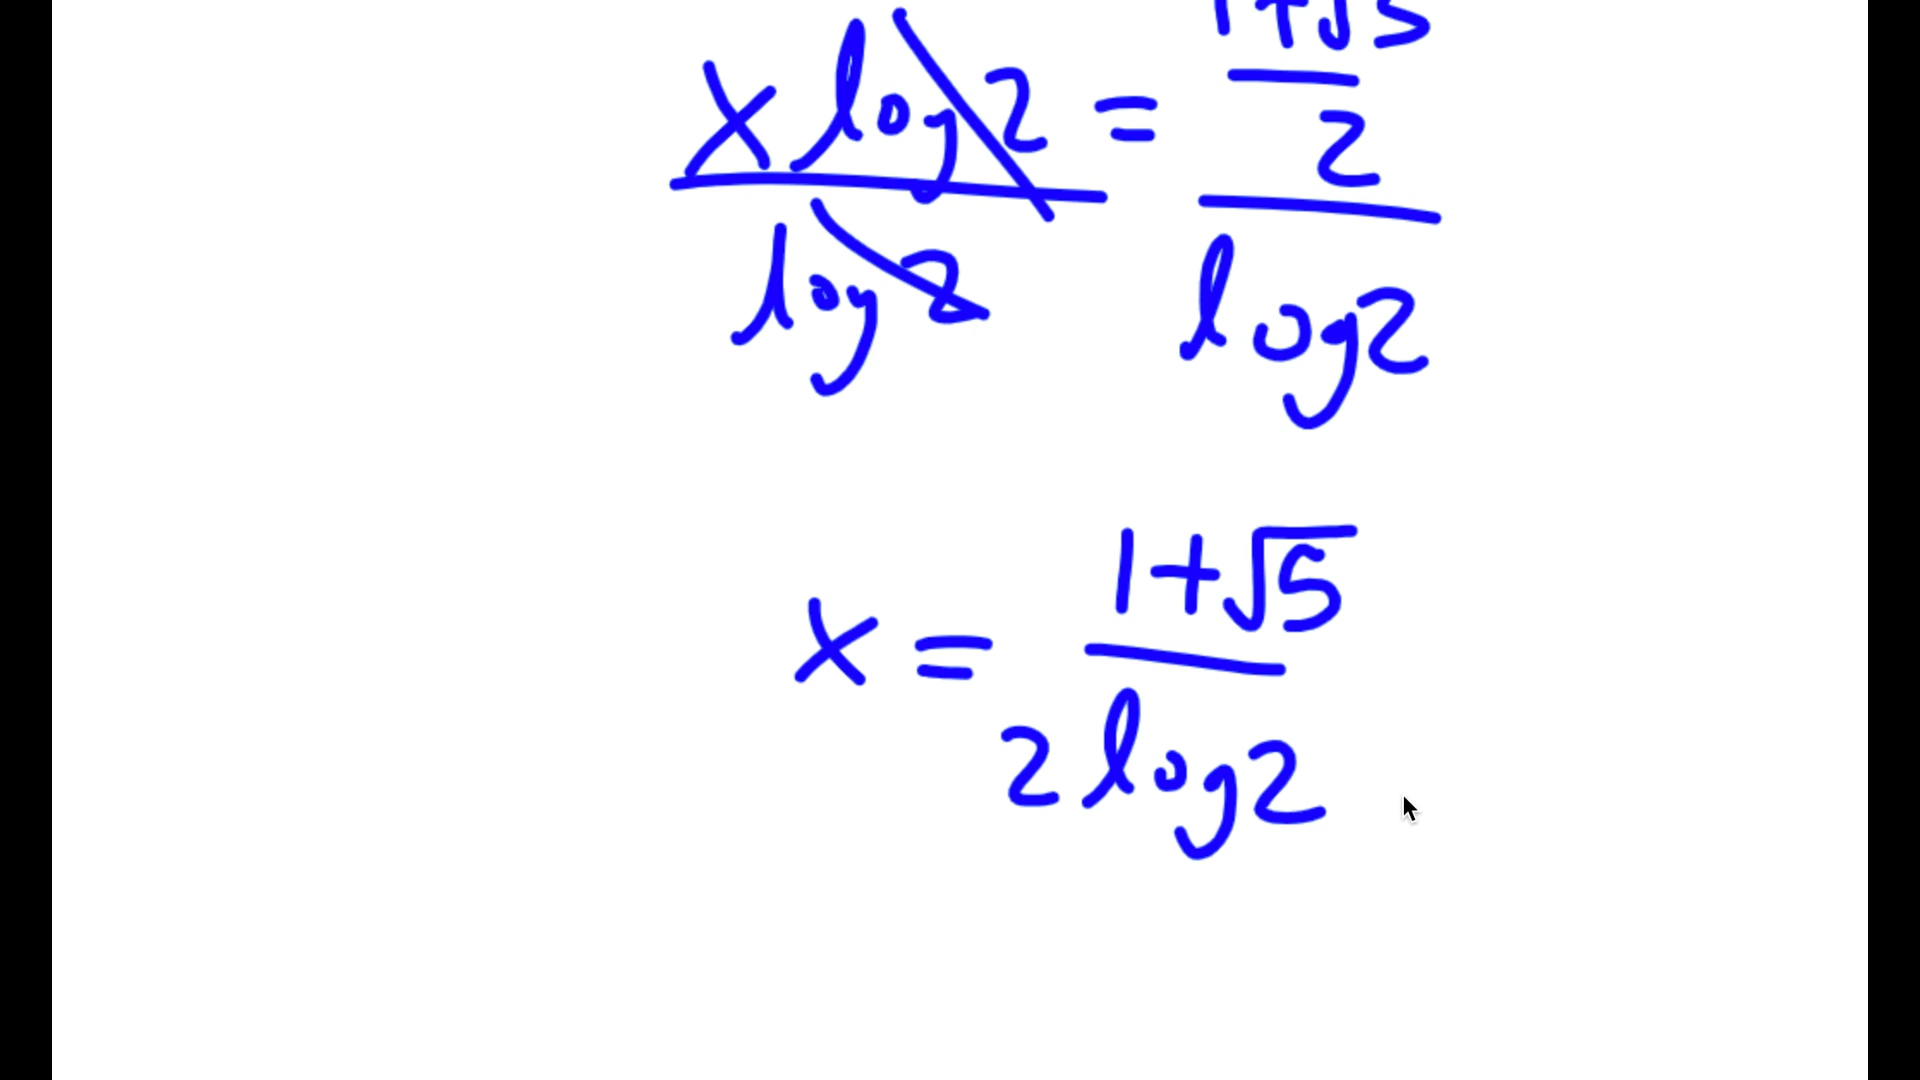 x log 2 / log 2 = (1+√5 / 2) / log 2
x = 1+√5 / 2 log 2